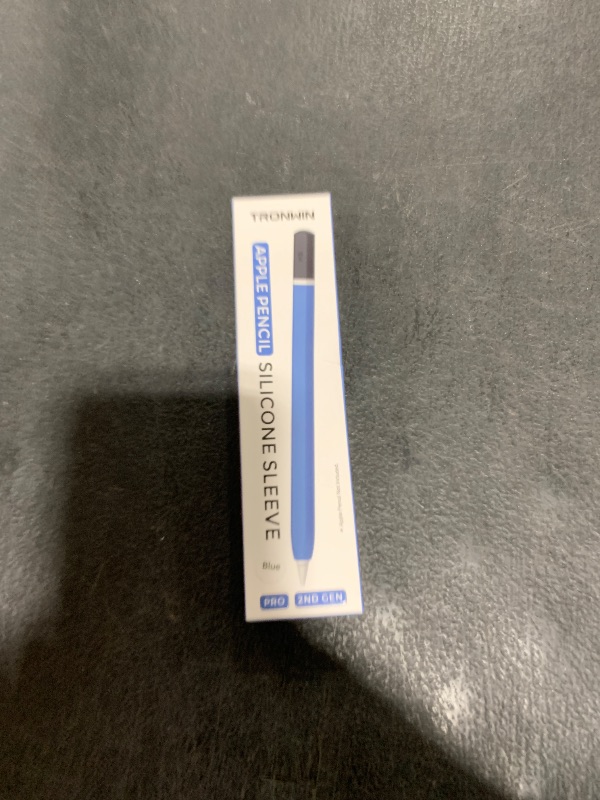 TRONWIN
APPLE PENCIL
SILICONE SLEEVE
Blue
PRO
2ND GEN